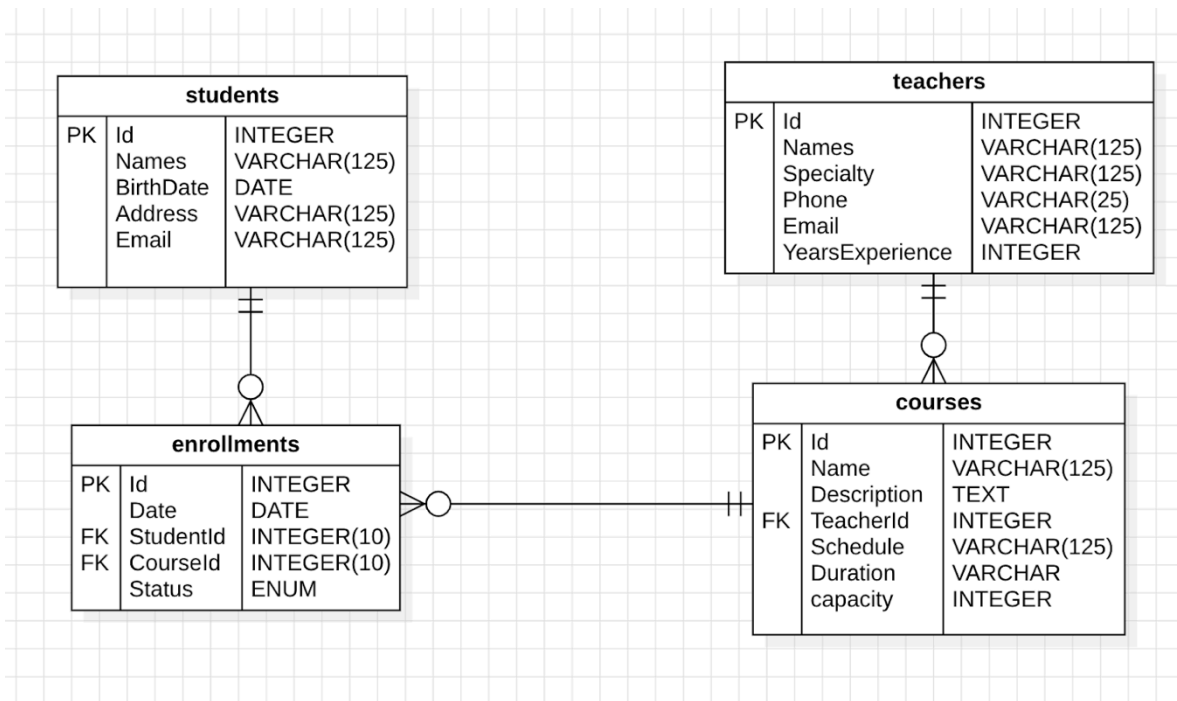 students
PK Id INTEGER
Names VARCHAR(125)
BirthDate DATE
Address VARCHAR(125)
Email VARCHAR(125)
teachers
PK Id INTEGER
Names VARCHAR(125)
Specialty VARCHAR(125)
Phone VARCHAR(25)
Email VARCHAR(125)
YearsExperience INTEGER
enrollments
PK Id INTEGER
Date DATE
FK StudentId INTEGER(10)
FK CourseId INTEGER(10)
Status ENUM
courses
PK Id INTEGER
Name VARCHAR(125)
Description TEXT
FK TeacherId INTEGER
Schedule VARCHAR(125)
Duration VARCHAR
capacity INTEGER